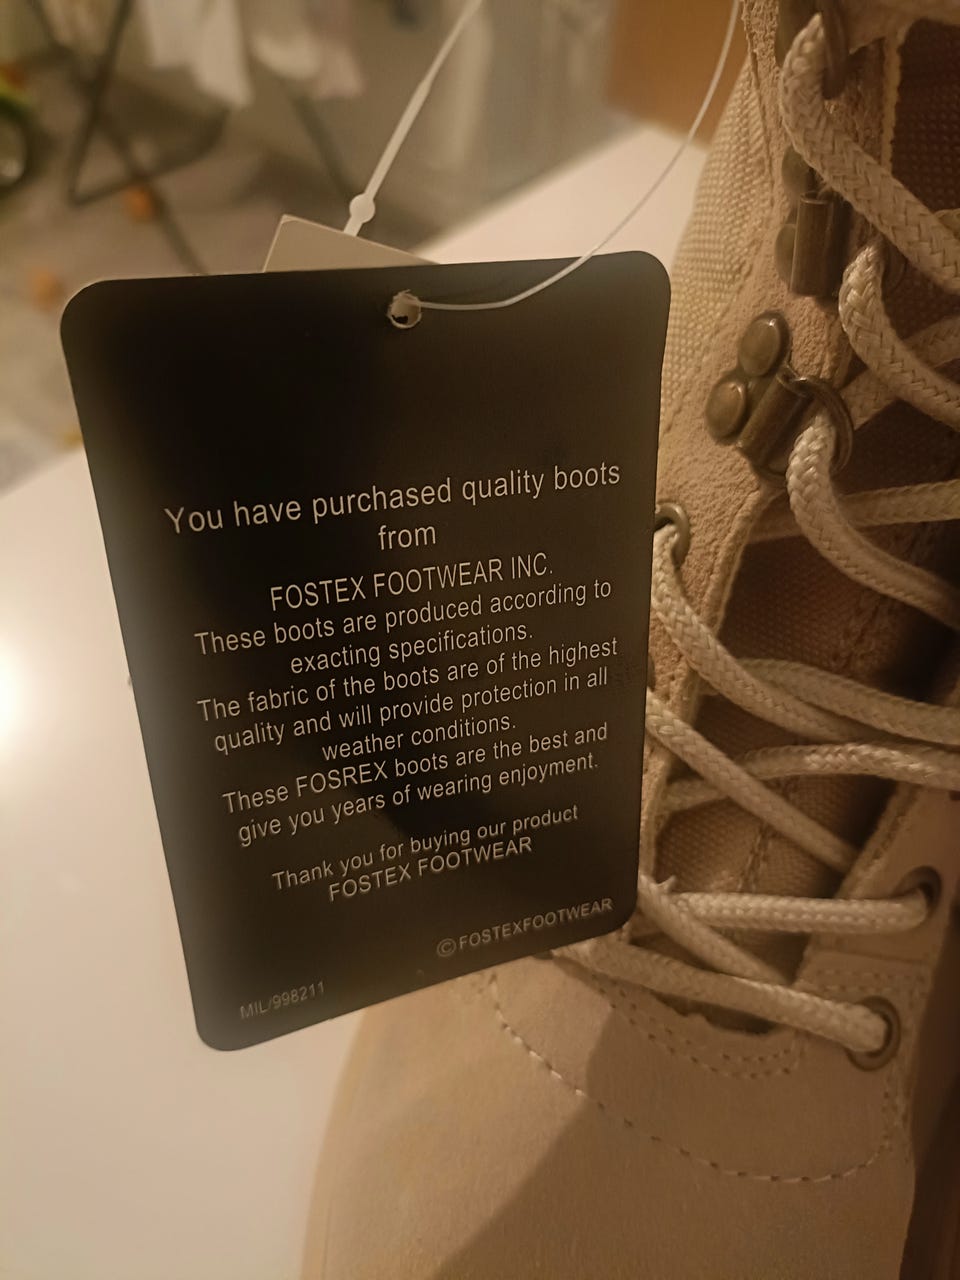 You have purchased quality boots
from
FOSTEX FOOTWEAR INC.
These boots are produced according to
exacting specifications.
The fabric of the boots are of the highest
quality and will provide protection in all
weather conditions.
These FOSREX boots are the best and
give you years of wearing enjoyment.
Thank you for buying our product
FOSTEX FOOTWEAR
©FOSTEXFOOTWEAR
MIL/998211